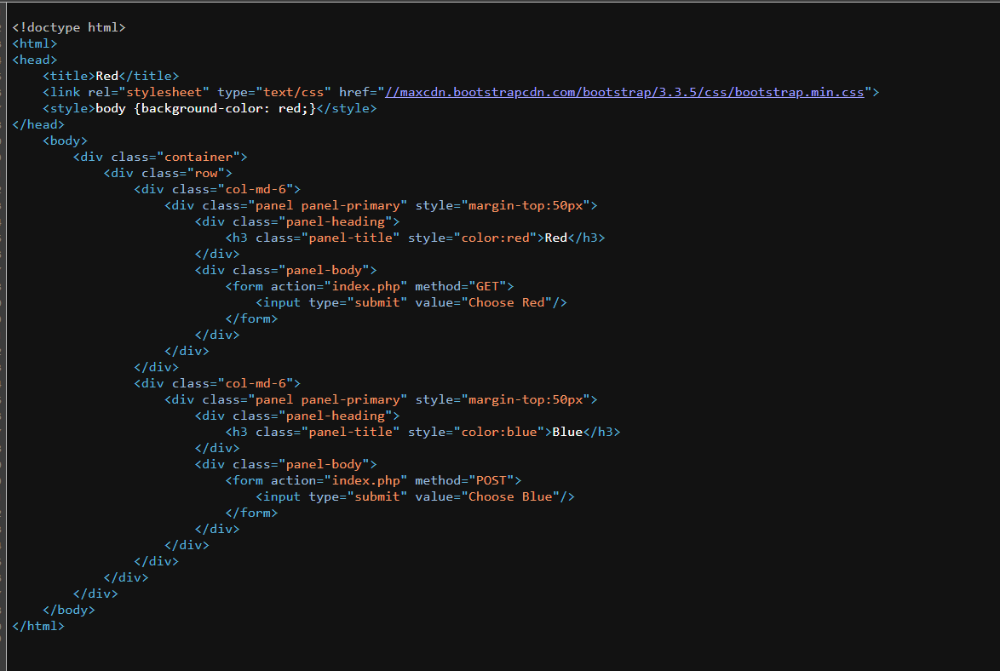 <!doctype html>
<html>
<head>
    <title>Red</title>
    <link rel="stylesheet" type="text/css" href="//maxcdn.bootstrapcdn.com/bootstrap/3.3.5/css/bootstrap.min.css">
    <style>body {background-color: red;}</style>
</head>
    <body>
        <div class="container">
            <div class="row">
                <div class="col-md-6">
                    <div class="panel panel-primary" style="margin-top:50px">
                        <div class="panel-heading">
                            <h3 class="panel-title" style="color:red">Red</h3>
                        </div>
                        <div class="panel-body">
                            <form action="index.php" method="GET">
                                <input type="submit" value="Choose Red"/>
                            </form>
                        </div>
                    </div>
                </div>
                <div class="col-md-6">
                    <div class="panel panel-primary" style="margin-top:50px">
                        <div class="panel-heading">
                            <h3 class="panel-title" style="color:blue">Blue</h3>
                        </div>
                        <div class="panel-body">
                            <form action="index.php" method="POST">
                                <input type="submit" value="Choose Blue"/>
                            </form>
                        </div>
                    </div>
                </div>
            </div>
        </div>
    </body>
</html>